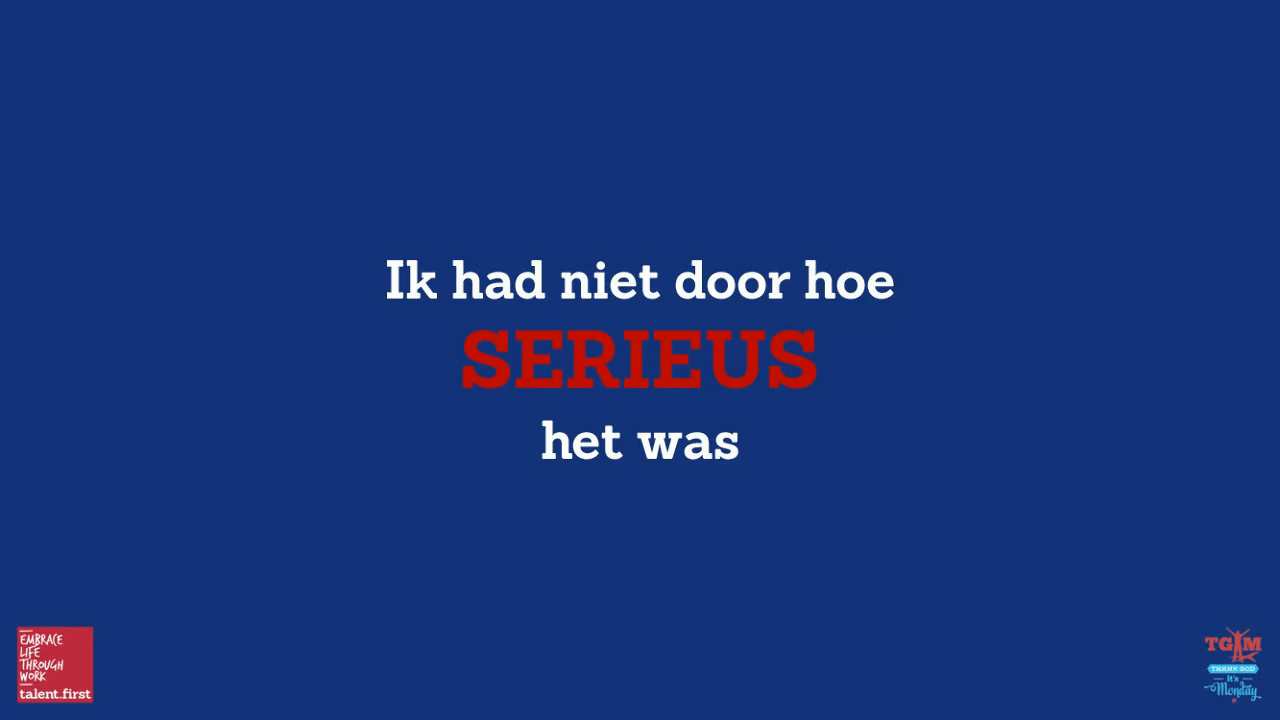 Ik had niet door hoe
SERIEUS
het was
EMBRACE
LIFE
THROUGH
WORK
talent.first
TGIM
THANK GOD
it's
Monday